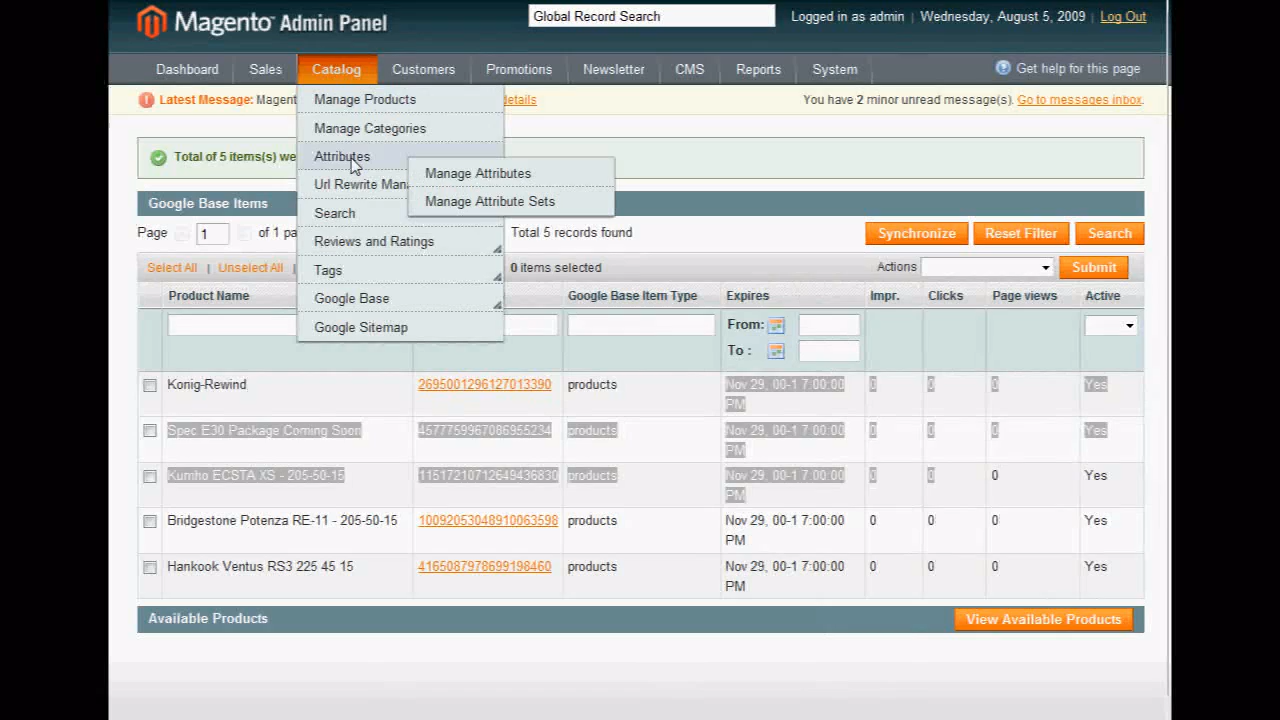 Magento Admin Panel
Global Record Search
Logged in as admin | Wednesday, August 5, 2009 | Log Out
Dashboard Sales Catalog Customers Promotions Newsletter CMS Reports System Get help for this page
Latest Message: Magent details You have 2 minor unread message(s). Go to messages inbox.
Manage Products
Manage Categories
Attributes
Url Rewrite Mana
Search
Reviews and Ratings
Tags
Google Base
Google Sitemap
Manage Attributes
Manage Attribute Sets
Total of 5 items(s) we
Google Base Items
Page 1 of 1 pa Total 5 records found Synchronize Reset Filter Search
Select All | Unselect All | 0 items selected Actions Submit
Product Name Google Base Item Type Expires Impr. Clicks Page views Active
From:
To :
Konig-Rewind 2695001296127013390 products Nov 29, 00-1 7:00:00 0 0 0 Yes
PM
Spec E30 Package Coming Soon 4577759967086955234 products Nov 29, 00-1 7:00:00 0 0 0 Yes
PM
Kumho ECSTA XS - 205-50-15 11517210712649436830 products Nov 29, 00-1 7:00:00 0 0 0 Yes
PM
Bridgestone Potenza RE-11 - 205-50-15 10092053048910063598 products Nov 29, 00-1 7:00:00 0 0 0 Yes
PM
Hankook Ventus RS3 225 45 15 4165087978699198460 products Nov 29, 00-1 7:00:00 0 0 0 Yes
PM
Available Products View Available Products